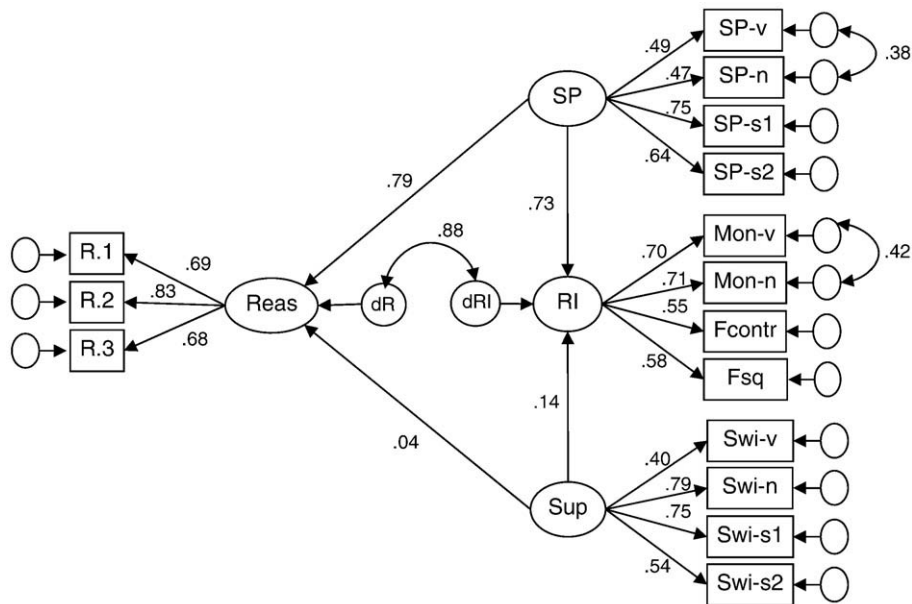 SP-v
.49
.38
.47
SP-n
SP
.75
SP-s1
.64
SP-s2
.79
.73
.88
Mon-v
.70
.42
R.1
.69
.71
Mon-n
R.2
.83
Reas
dR
dRI
RI
.55
Fcontr
R.3
.68
.58
Fsq
.14
.04
Swi-v
.40
.79
Swi-n
Sup
.75
Swi-s1
.54
Swi-s2